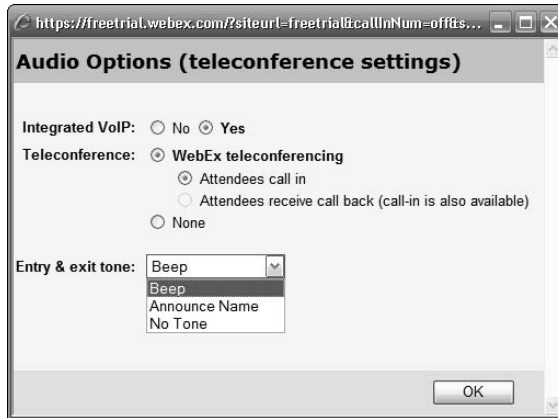 https://freetrial.webex.com/?siteurl=freetrial&callInNum=off&s...
Audio Options (teleconference settings)
Integrated VoIP: No Yes
Teleconference: WebEx teleconferencing
Attendees call in
Attendees receive call back (call-in is also available)
None
Entry & exit tone: Beep
Beep
Announce Name
No Tone
OK